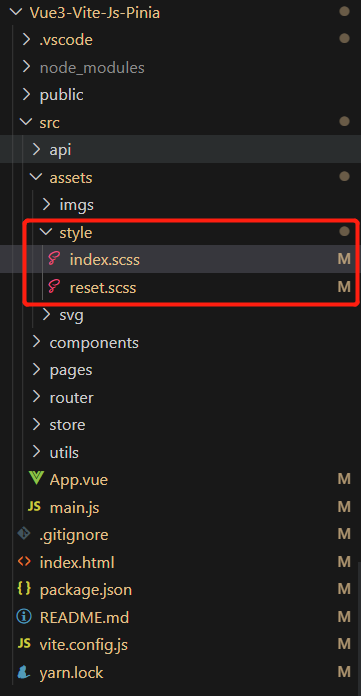 Vue3-Vite-Js-Pinia
.vscode
node_modules
public
src
api
assets
imgs
style
index.scss M
reset.scss M
svg
components
pages
router
store
utils
App.vue M
JS main.js M
.gitignore M
<> index.html M
{} package.json M
README.md M
JS vite.config.js M
yarn.lock M